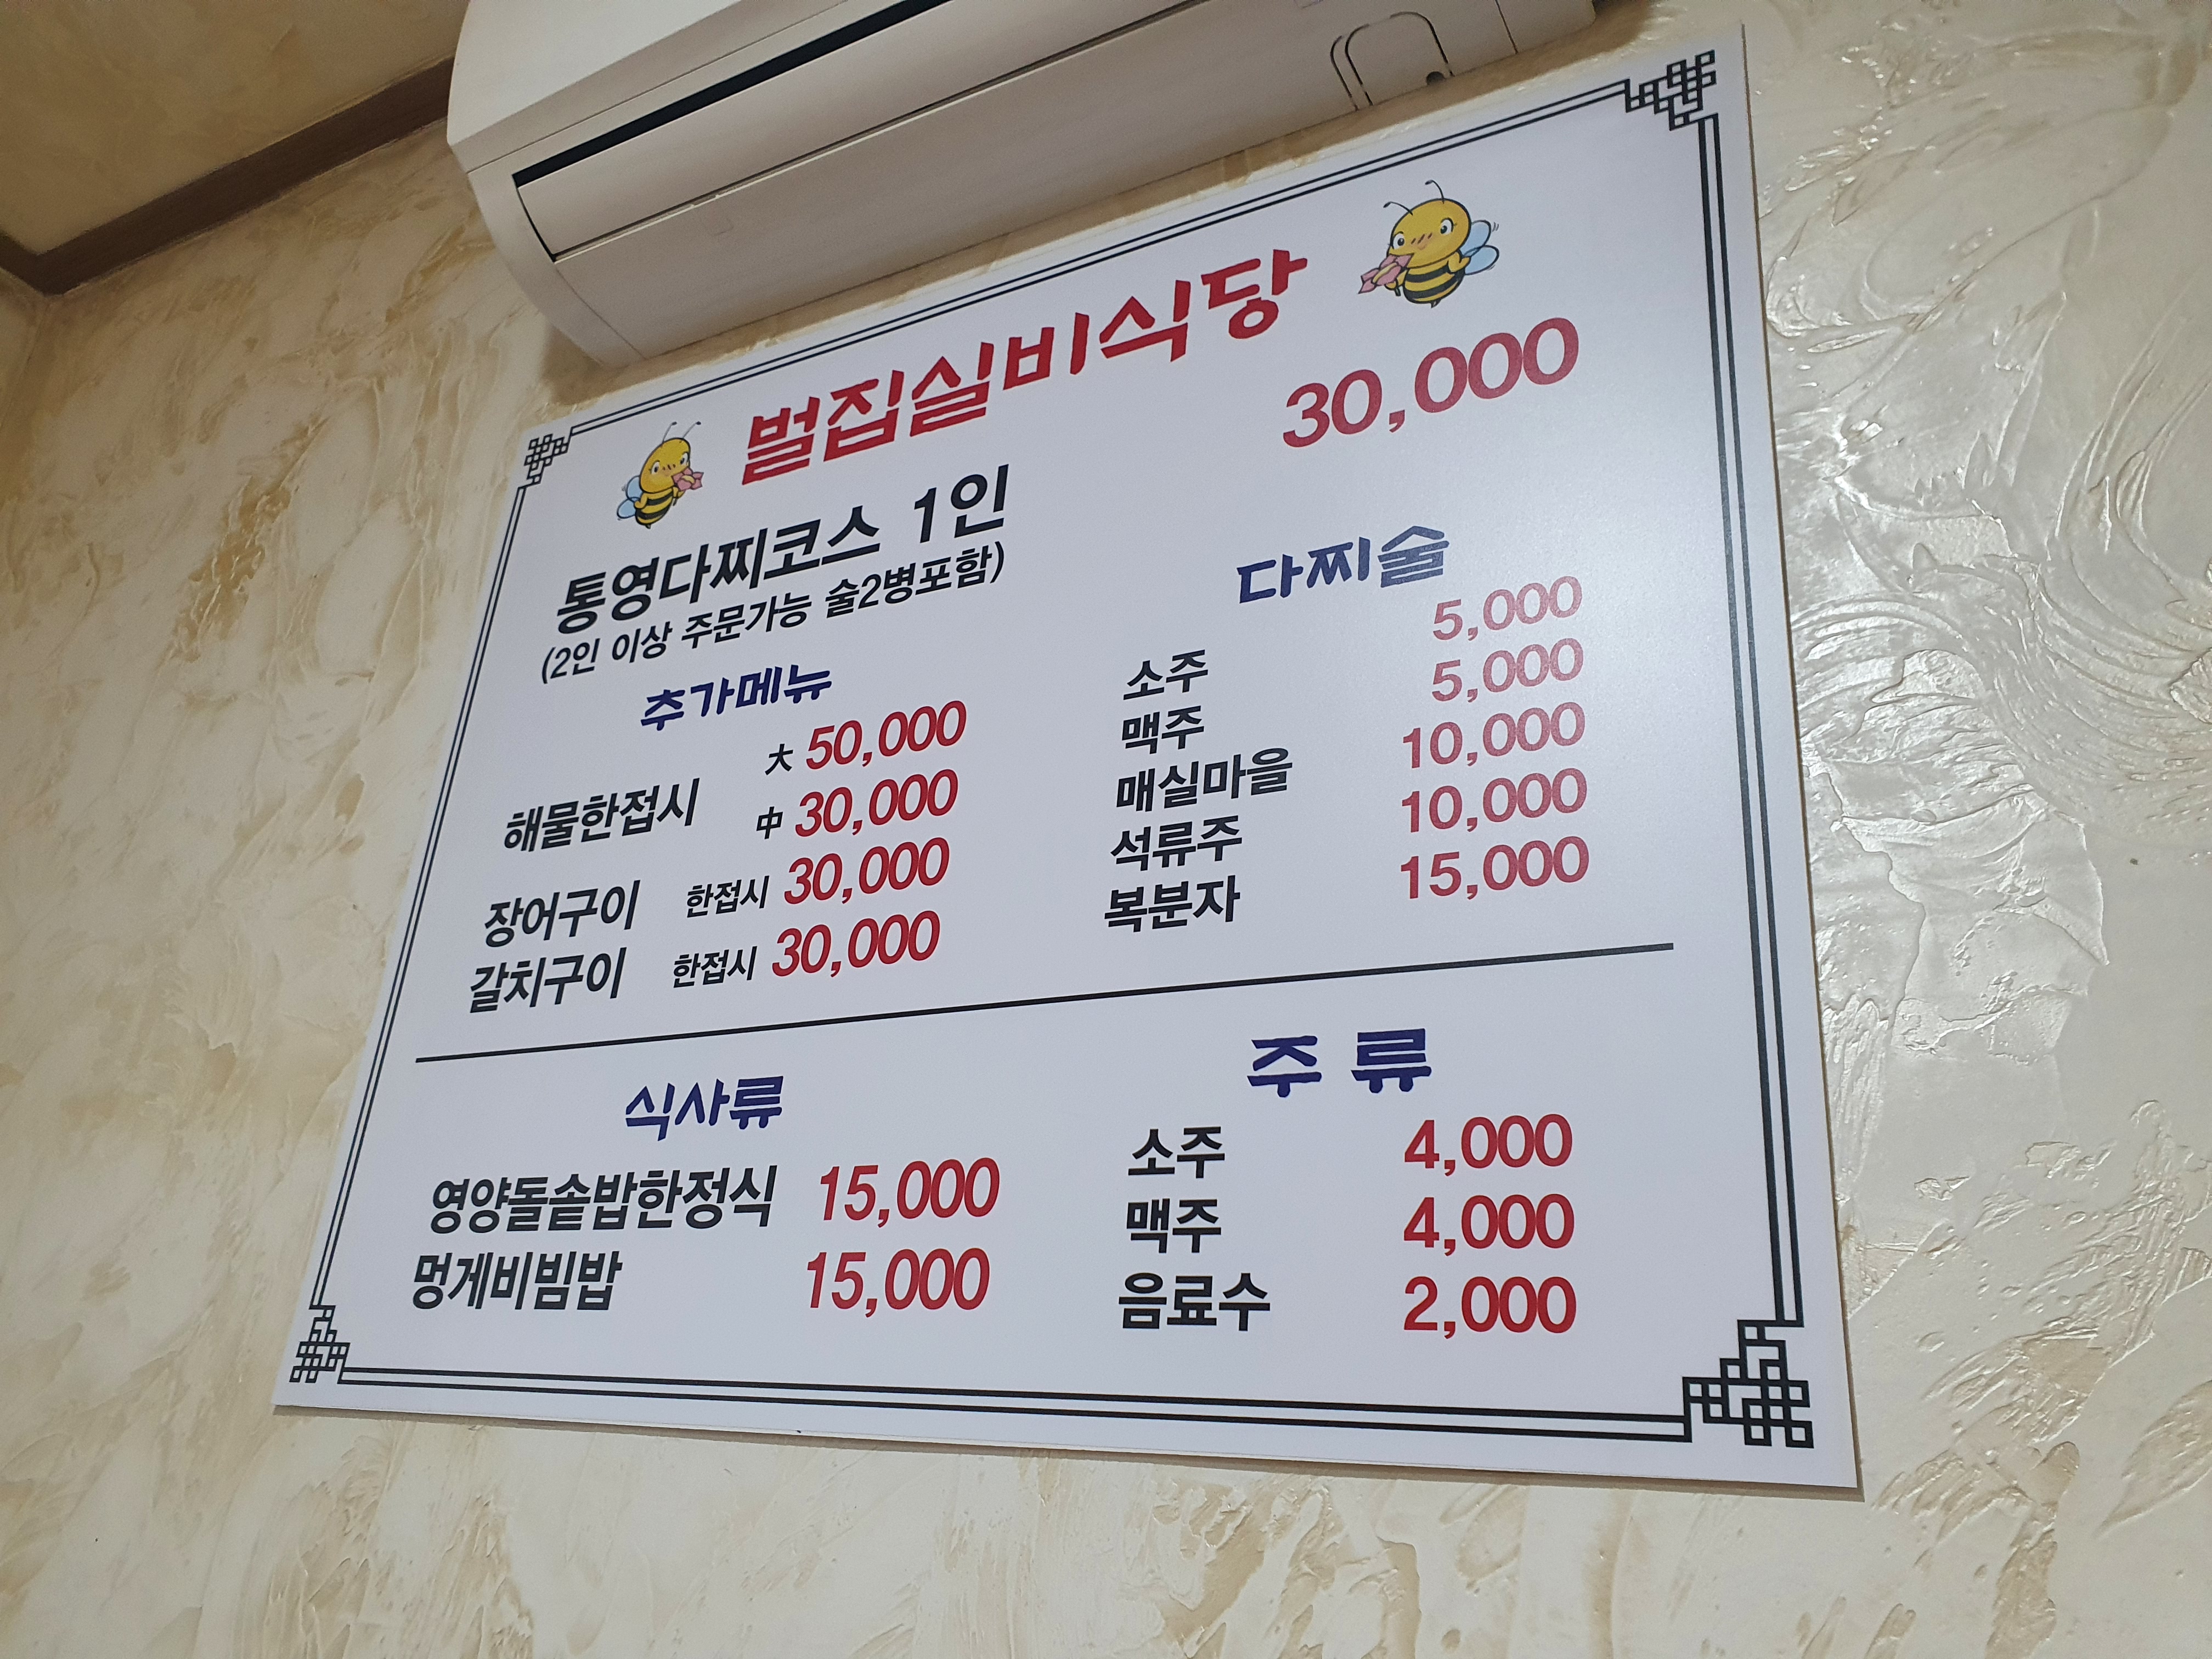 벌집실비식당
통영다찌코스 1인 30,000
(2인 이상 주문가능 술2병포함)
추가메뉴
해물한접시 大 50,000
中 30,000
장어구이 한접시 30,000
갈치구이 한접시 30,000
다찌술
소주 5,000
맥주 5,000
매실마을 10,000
석류주 10,000
복분자 15,000
식사류
영양돌솥밥한정식 15,000
멍게비빔밥 15,000
주 류
소주 4,000
맥주 4,000
음료수 2,000